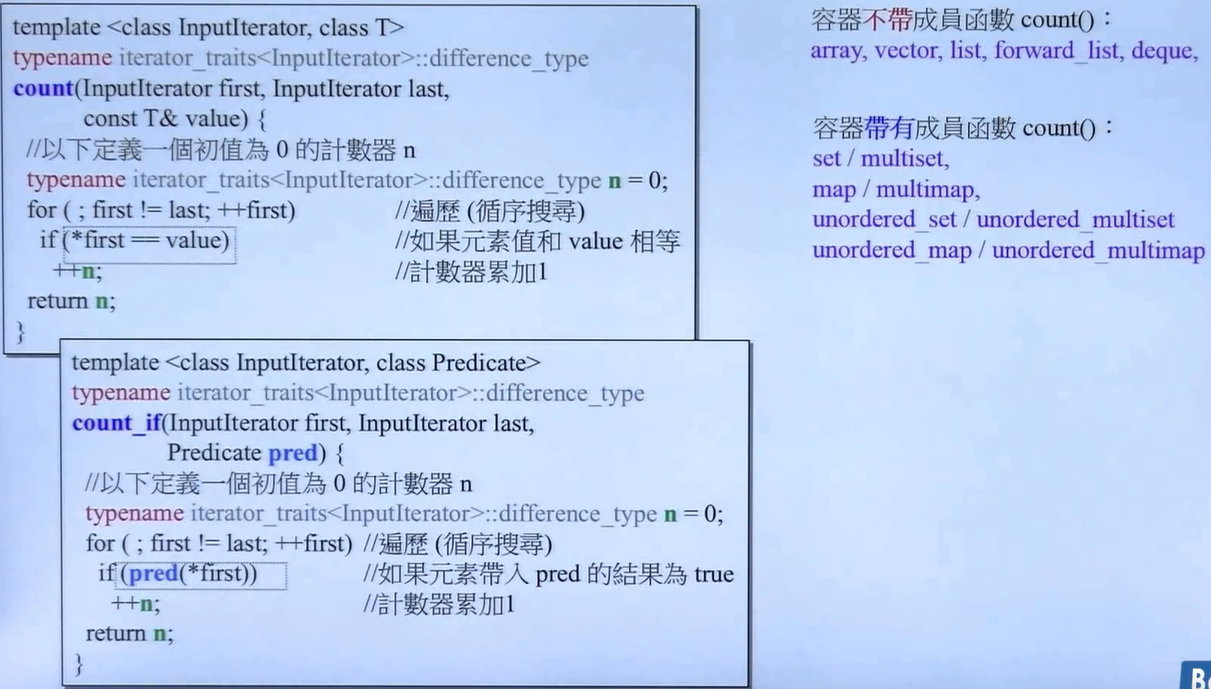 template <class InputIterator, class T>
typename iterator_traits<InputIterator>::difference_type
count(InputIterator first, InputIterator last,
const T& value) {
//以下定義一個初值為 0 的計數器 n
typename iterator_traits<InputIterator>::difference_type n = 0;
for ( ; first != last; ++first) //遍歷 (循序搜尋)
if (*first == value) //如果元素值和 value 相等
++n; //計數器累加1
return n;
}
template <class InputIterator, class Predicate>
typename iterator_traits<InputIterator>::difference_type
count_if(InputIterator first, InputIterator last,
Predicate pred) {
//以下定義一個初值為 0 的計數器 n
typename iterator_traits<InputIterator>::difference_type n = 0;
for ( ; first != last; ++first) //遍歷 (循序搜尋)
if (pred(*first)) //如果元素帶入 pred 的結果為 true
++n; //計數器累加1
return n;
}
容器不帶成員函數 count()：
array, vector, list, forward_list, deque,
容器帶有成員函數 count()：
set / multiset,
map / multimap,
unordered_set / unordered_multiset
unordered_map / unordered_multimap